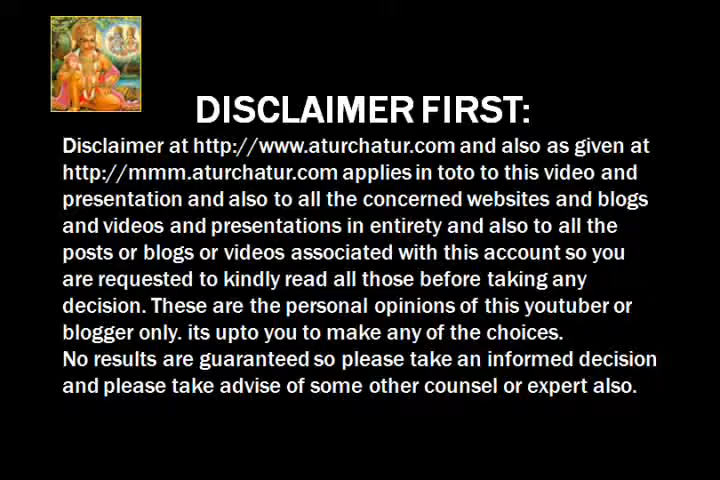 DISCLAIMER FIRST:
Disclaimer at http://www.aturchatur.com and also as given at
http://mmm.aturchatur.com applies in toto to this video and
presentation and also to all the concerned websites and blogs
and videos and presentations in entirety and also to all the
posts or blogs or videos associated with this account so you
are requested to kindly read all those before taking any
decision. These are the personal opinions of this youtuber or
blogger only. its upto you to make any of the choices.
No results are guaranteed so please take an informed decision
and please take advise of some other counsel or expert also.